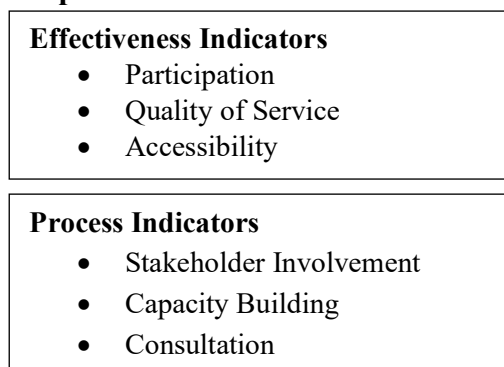 Effectiveness Indicators
• Participation
• Quality of Service
• Accessibility
Process Indicators
• Stakeholder Involvement
• Capacity Building
• Consultation